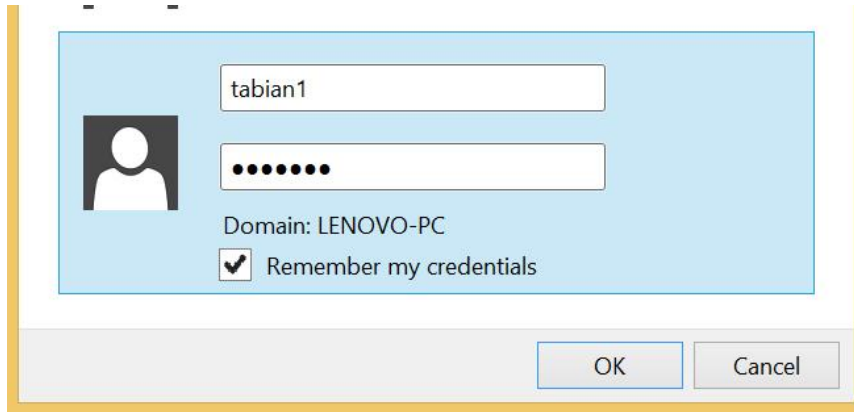 tabian1
•••••••
Domain: LENOVO-PC
Remember my credentials
OK Cancel